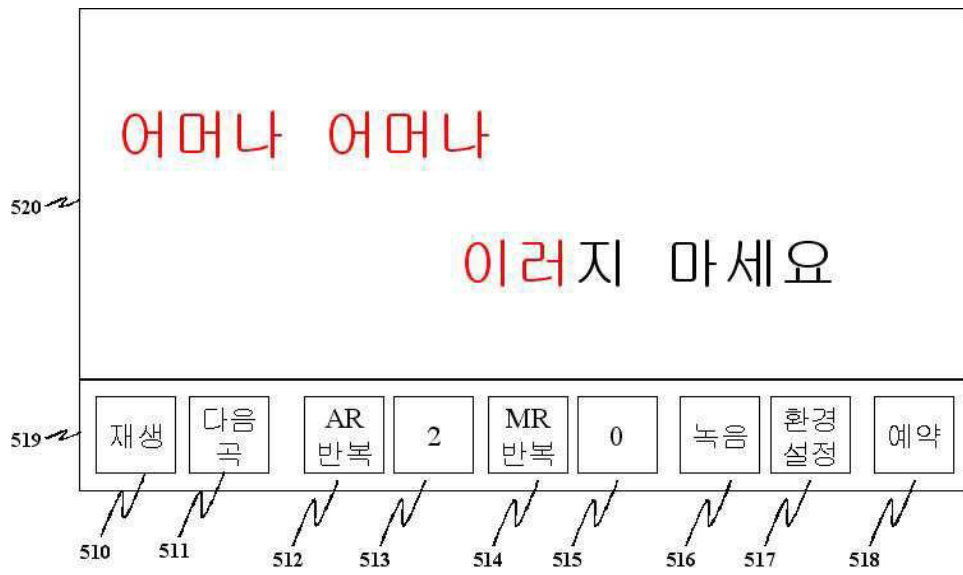 어머나 어머나
520
이러지 마세요
519
재생
다음
곡
AR
반복
2
MR
반복
0
녹음
환경
설정
예약
510
511
512
513
514
515
516
517
518